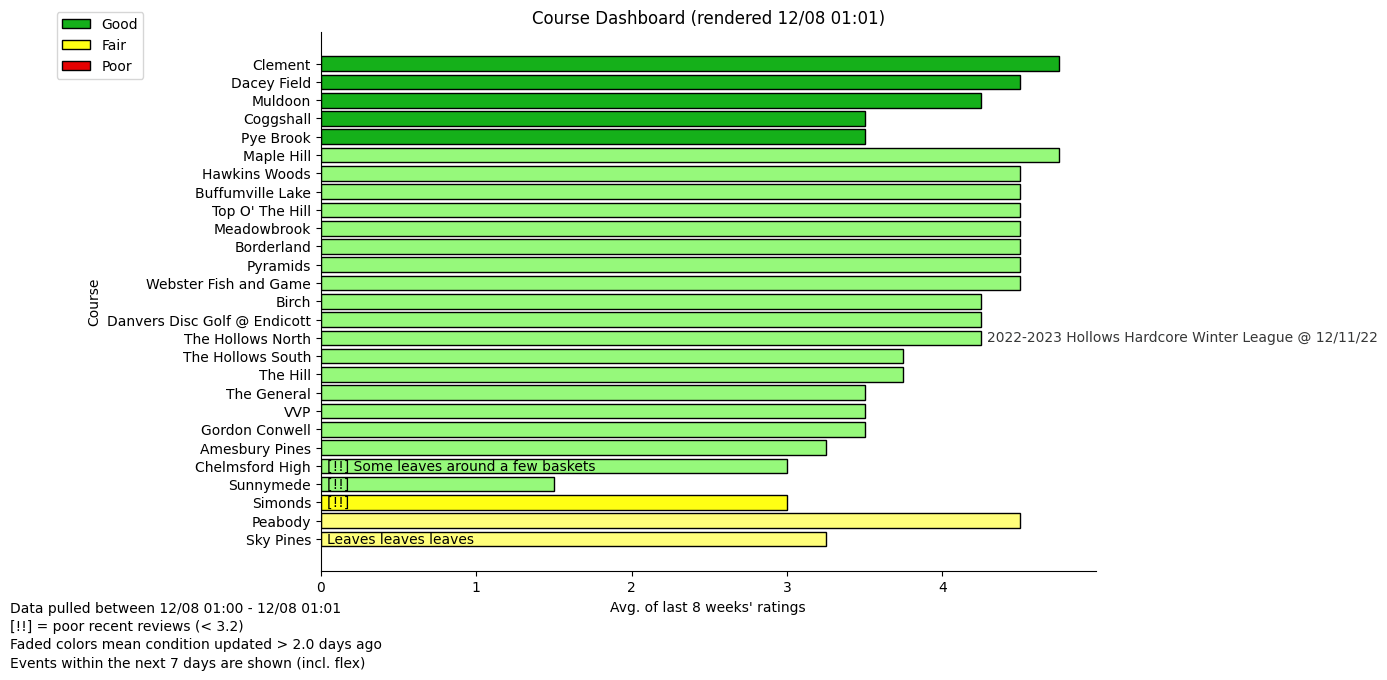 Course Dashboard (rendered 12/08 01:01)
Good
Fair
Poor
Course
Clement
Dacey Field
Muldoon
Coggshall
Pye Brook
Maple Hill
Hawkins Woods
Buffumville Lake
Top O' The Hill
Meadowbrook
Borderland
Pyramids
Webster Fish and Game
Birch
Danvers Disc Golf @ Endicott
The Hollows North 2022-2023 Hollows Hardcore Winter League @ 12/11/22
The Hollows South
The Hill
The General
VVP
Gordon Conwell
Amesbury Pines
Chelmsford High [!!] Some leaves around a few baskets
Sunnymede [!!]
Simonds [!!]
Peabody
Sky Pines Leaves leaves leaves
0 1 2 3 4
Avg. of last 8 weeks' ratings
Data pulled between 12/08 01:00 - 12/08 01:01
[!!] = poor recent reviews (< 3.2)
Faded colors mean condition updated > 2.0 days ago
Events within the next 7 days are shown (incl. flex)